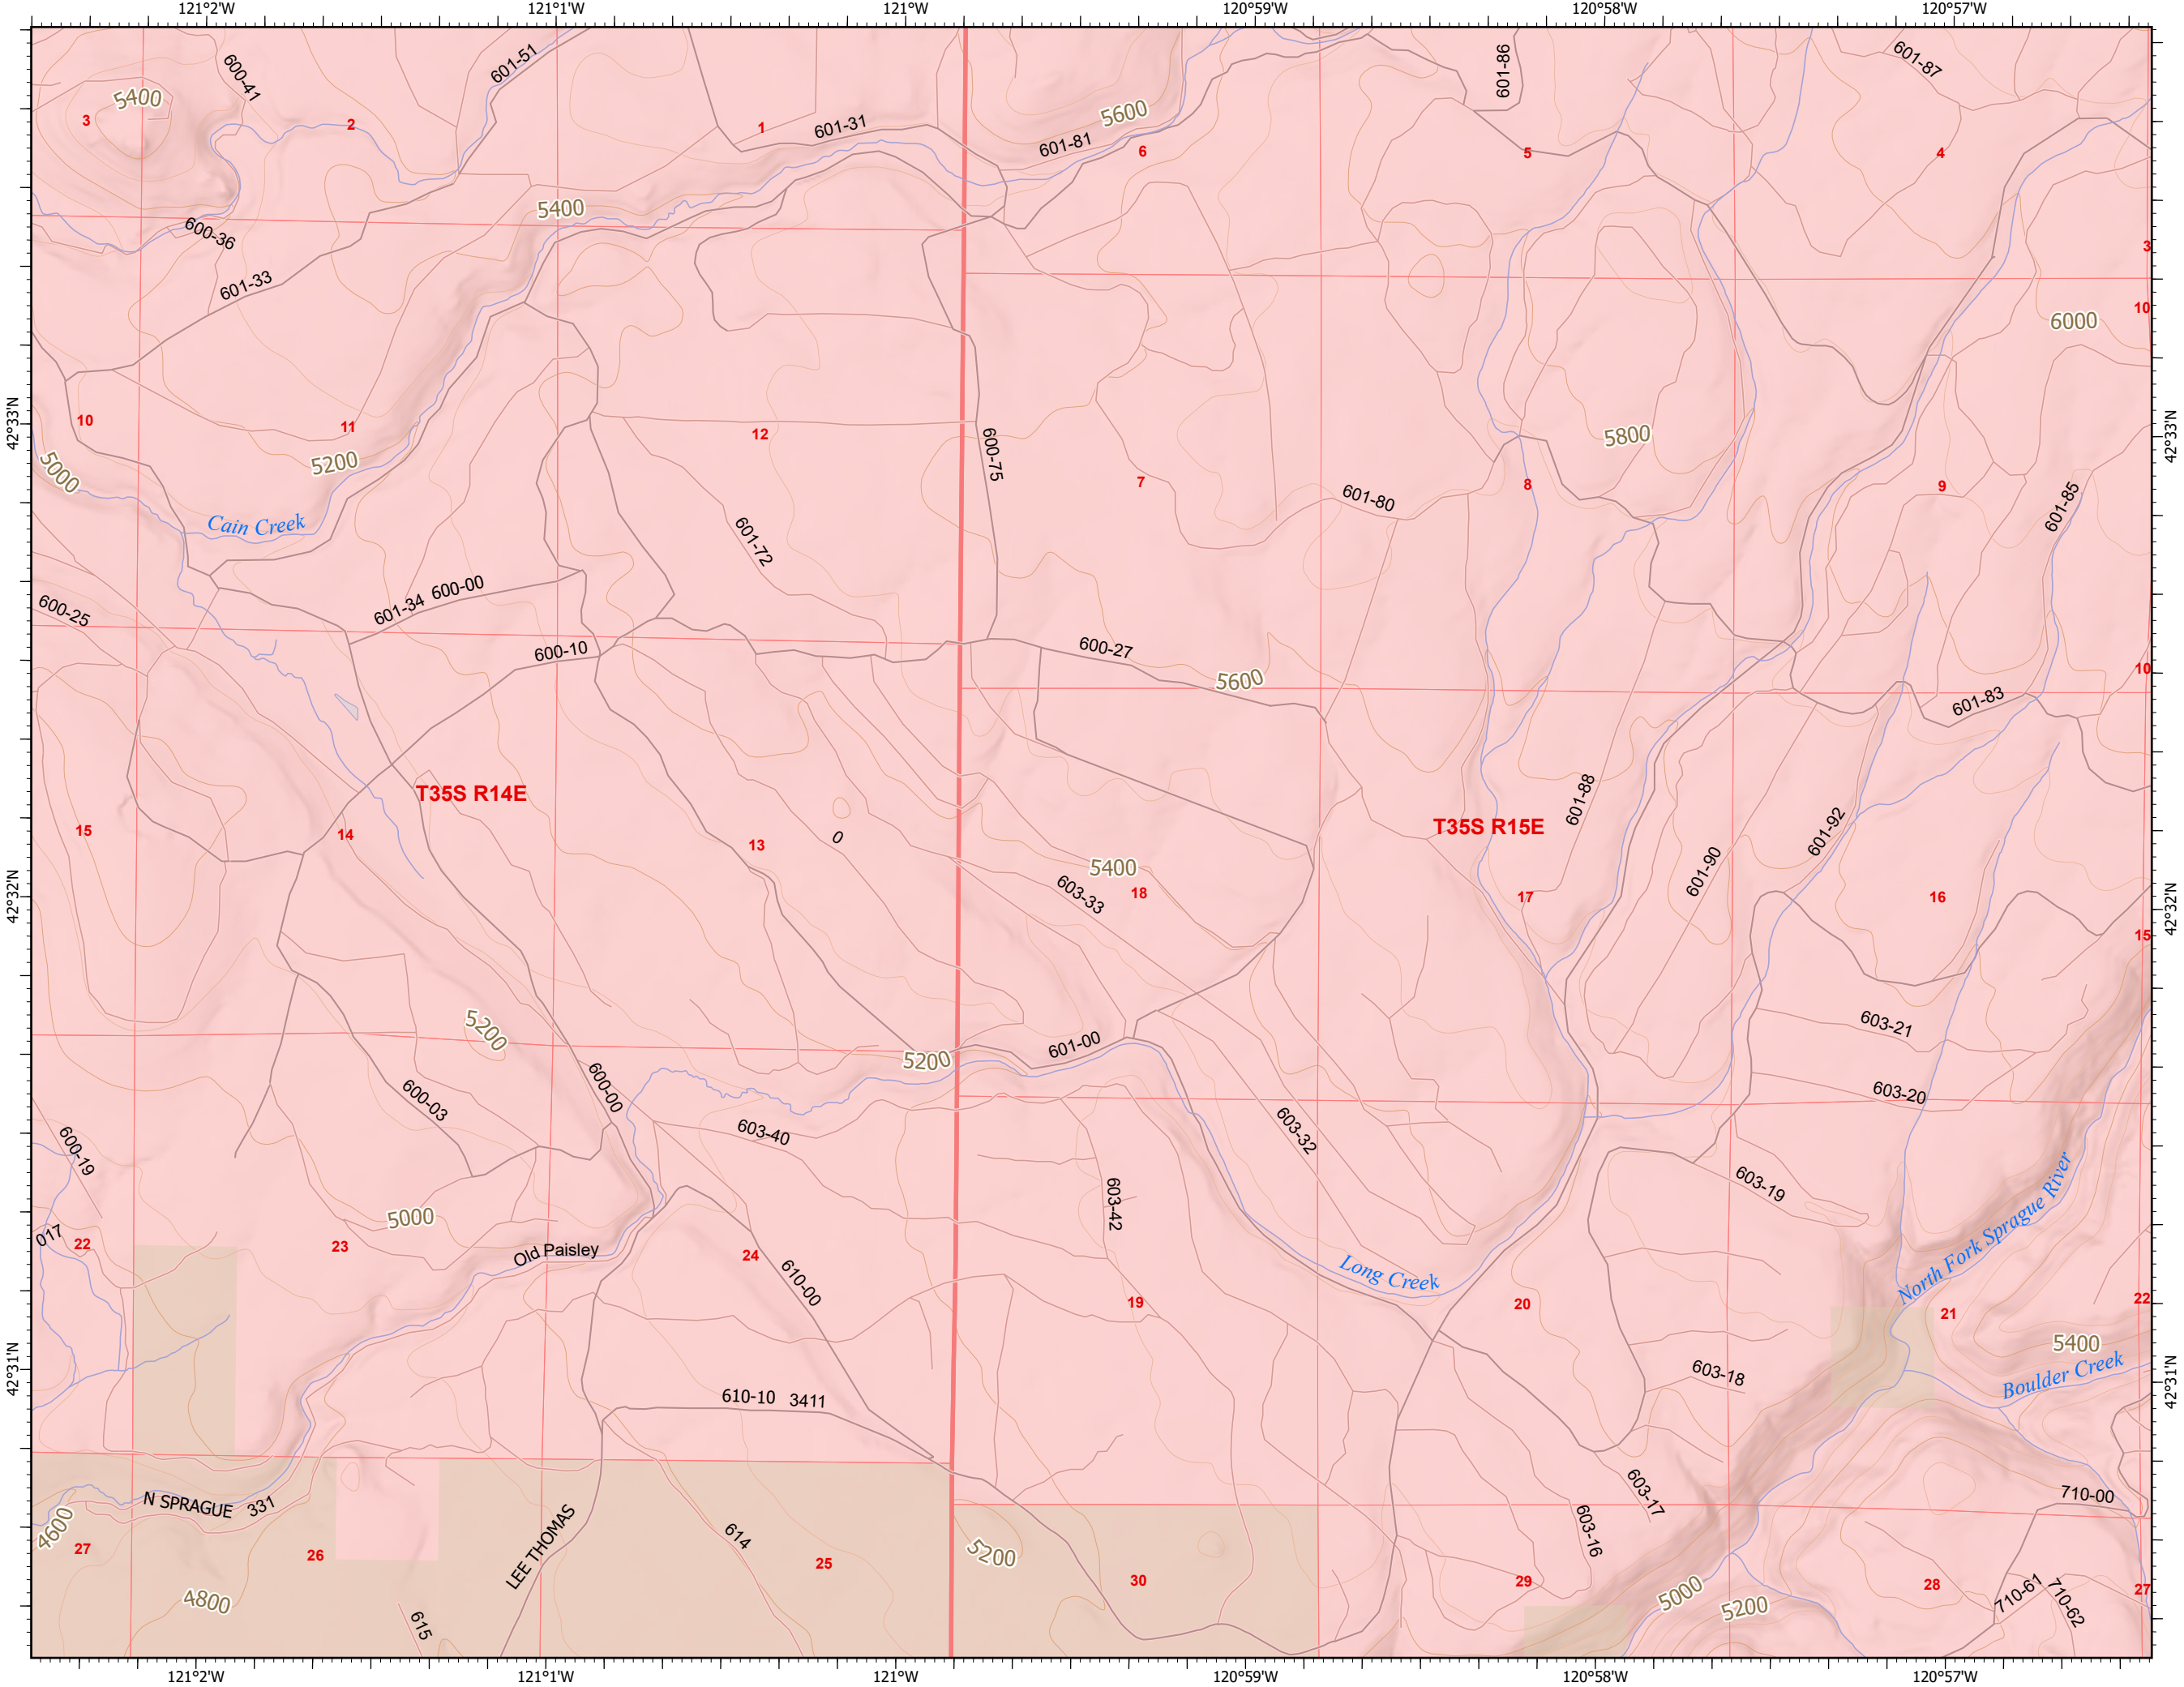 121°2'W 121°1'W 121°W 120°59'W 120°58'W 120°57'W
600-41 601-51 601-86 601-87
5400 5600
3 2 1 601-31 601-81 6 5 4
5400
600-36 3
601-33 10
6000
42°33'N 42°33'N
10 11 12 5800
5000 5200 600-75 7 601-80 8 9 601-85
Cain Creek 601-72
600-25 601-34 600-00
600-10 600-27 10
5600 601-83
T35S R14E 601-88
15 14 13 0 T35S R15E 601-92
5400 601-90
42°32'N 603-33 18 17 16 42°32'N
15
5200 603-21
5200 601-00
600-03 600-00 603-20
600-19 603-40 603-32
603-42 603-19
5000 North Fork Sprague River
017 22 23 Old Paisley 24
610-00 Long Creek
19 20 21 22
5400
42°31'N 603-18 Boulder Creek 42°31'N
610-10 3411
603-17 710-00
4600 N SPRAGUE 331 LEE THOMAS 614 603-16
27 26 25 5200 30 29 28 27
4800 615 5000 5200 710-61 710-62
121°2'W 121°1'W 121°W 120°59'W 120°58'W 120°57'W